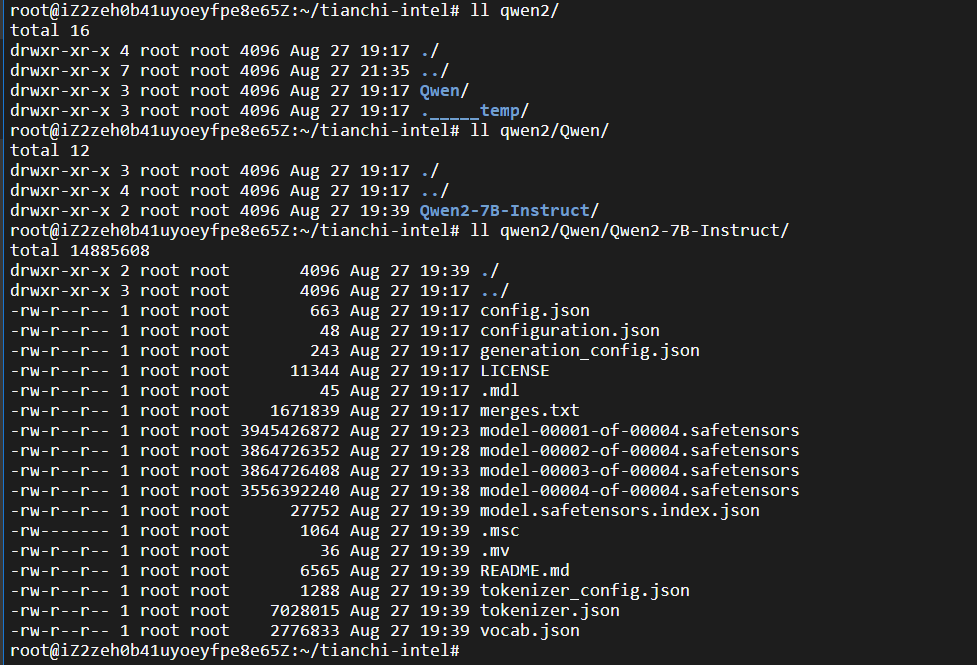 root@iZ2zeh0b41uyoeyfpe8e65Z:~/tianchi-intel# ll qwen2/
total 16
drwxr-xr-x 4 root root 4096 Aug 27 19:17 ./
drwxr-xr-x 7 root root 4096 Aug 27 21:35 ../
drwxr-xr-x 3 root root 4096 Aug 27 19:17 Qwen/
drwxr-xr-x 3 root root 4096 Aug 27 19:17 ._____temp/
root@iZ2zeh0b41uyoeyfpe8e65Z:~/tianchi-intel# ll qwen2/Qwen/
total 12
drwxr-xr-x 3 root root 4096 Aug 27 19:17 ./
drwxr-xr-x 4 root root 4096 Aug 27 19:17 ../
drwxr-xr-x 2 root root 4096 Aug 27 19:39 Qwen2-7B-Instruct/
root@iZ2zeh0b41uyoeyfpe8e65Z:~/tianchi-intel# ll qwen2/Qwen/Qwen2-7B-Instruct/
total 14885608
drwxr-xr-x 2 root root       4096 Aug 27 19:39 ./
drwxr-xr-x 3 root root       4096 Aug 27 19:17 ../
-rw-r--r-- 1 root root        663 Aug 27 19:17 config.json
-rw-r--r-- 1 root root         48 Aug 27 19:17 configuration.json
-rw-r--r-- 1 root root        243 Aug 27 19:17 generation_config.json
-rw-r--r-- 1 root root      11344 Aug 27 19:17 LICENSE
-rw-r--r-- 1 root root         45 Aug 27 19:17 .mdl
-rw-r--r-- 1 root root    1671839 Aug 27 19:17 merges.txt
-rw-r--r-- 1 root root 3945426872 Aug 27 19:23 model-00001-of-00004.safetensors
-rw-r--r-- 1 root root 3864726352 Aug 27 19:28 model-00002-of-00004.safetensors
-rw-r--r-- 1 root root 3864726408 Aug 27 19:33 model-00003-of-00004.safetensors
-rw-r--r-- 1 root root 3556392240 Aug 27 19:38 model-00004-of-00004.safetensors
-rw-r--r-- 1 root root      27752 Aug 27 19:39 model.safetensors.index.json
-rw------- 1 root root       1064 Aug 27 19:39 .msc
-rw-r--r-- 1 root root         36 Aug 27 19:39 .mv
-rw-r--r-- 1 root root       6565 Aug 27 19:39 README.md
-rw-r--r-- 1 root root       1288 Aug 27 19:39 tokenizer_config.json
-rw-r--r-- 1 root root    7028015 Aug 27 19:39 tokenizer.json
-rw-r--r-- 1 root root    2776833 Aug 27 19:39 vocab.json
root@iZ2zeh0b41uyoeyfpe8e65Z:~/tianchi-intel#